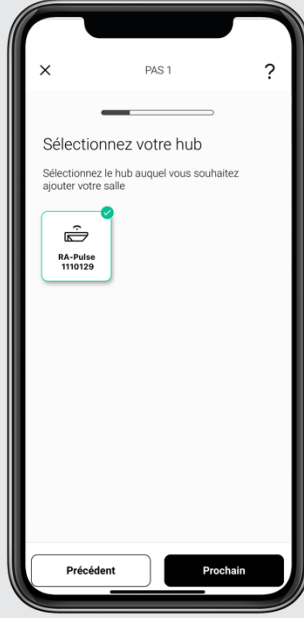 PAS 1
?
Sélectionnez votre hub
Sélectionnez le hub auquel vous souhaitez
ajouter votre salle
RA-Pulse
1110129
Précédent
Prochain